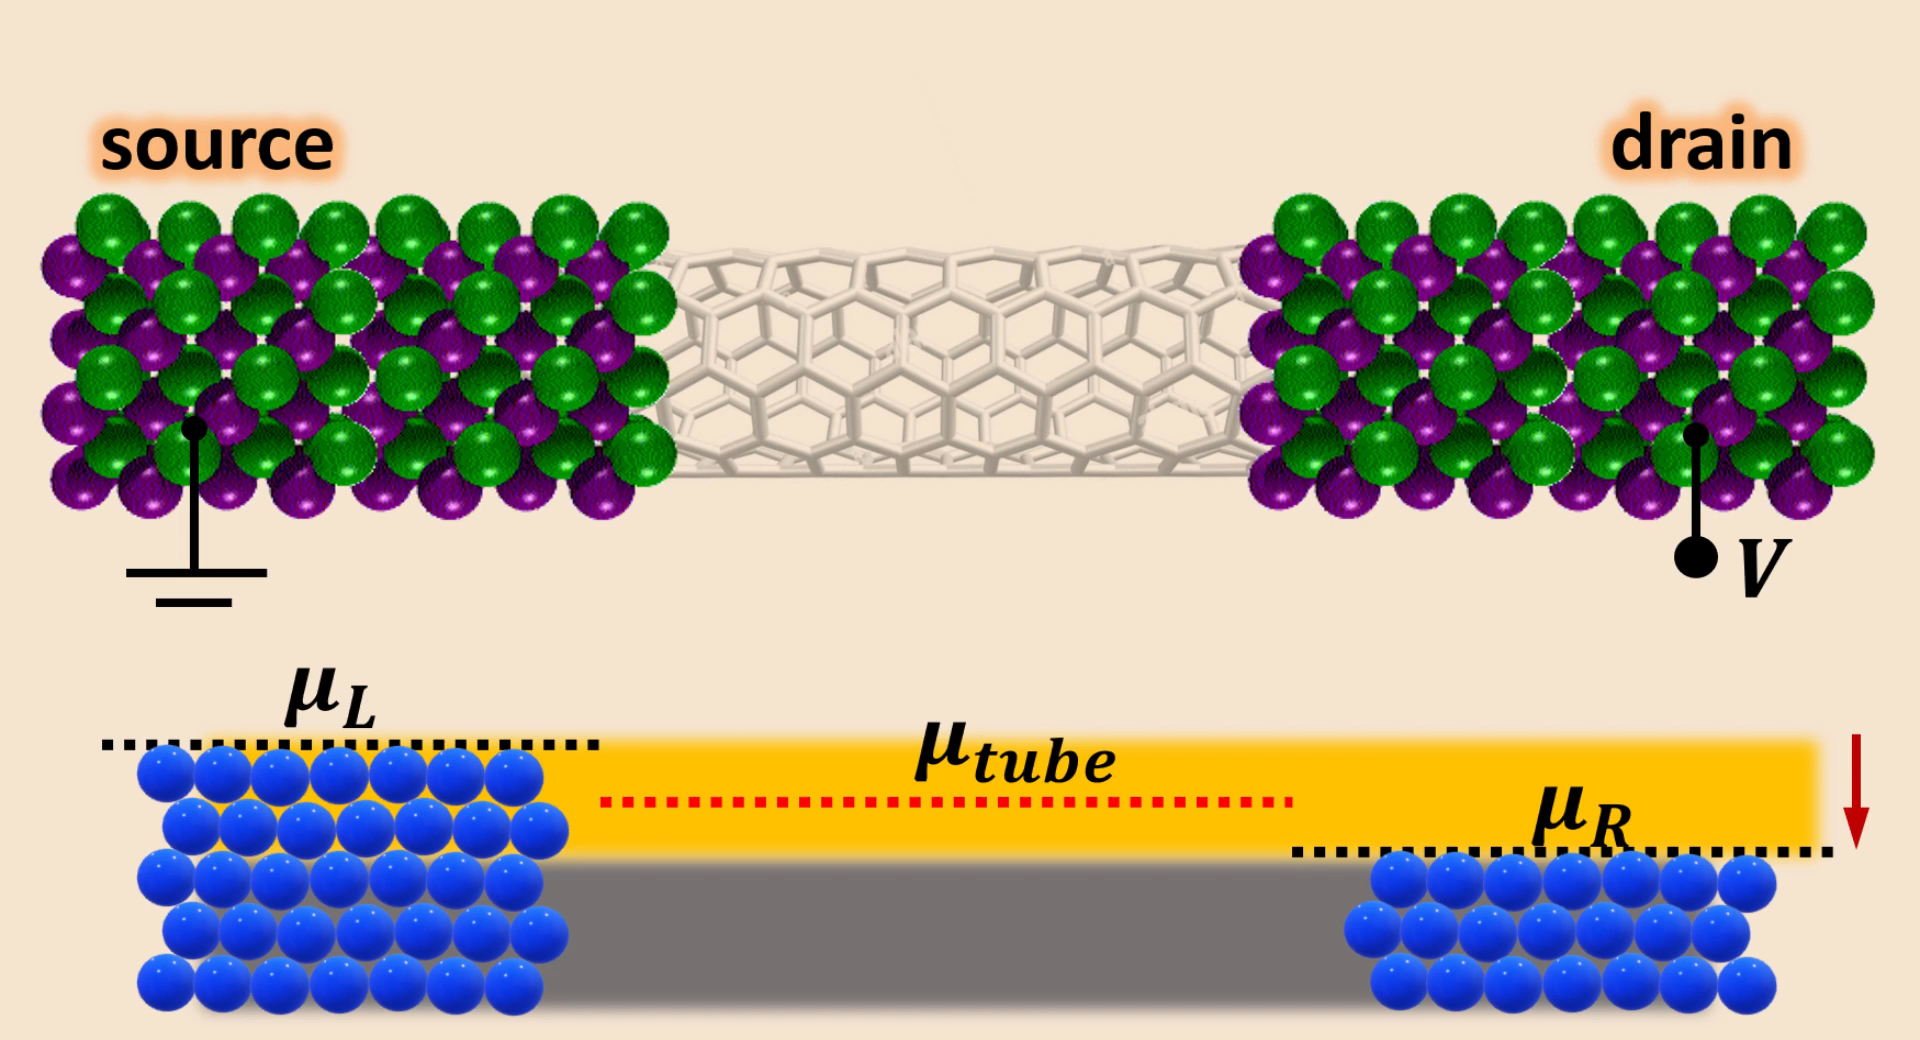 source
drain
V
μL
μtube
μR